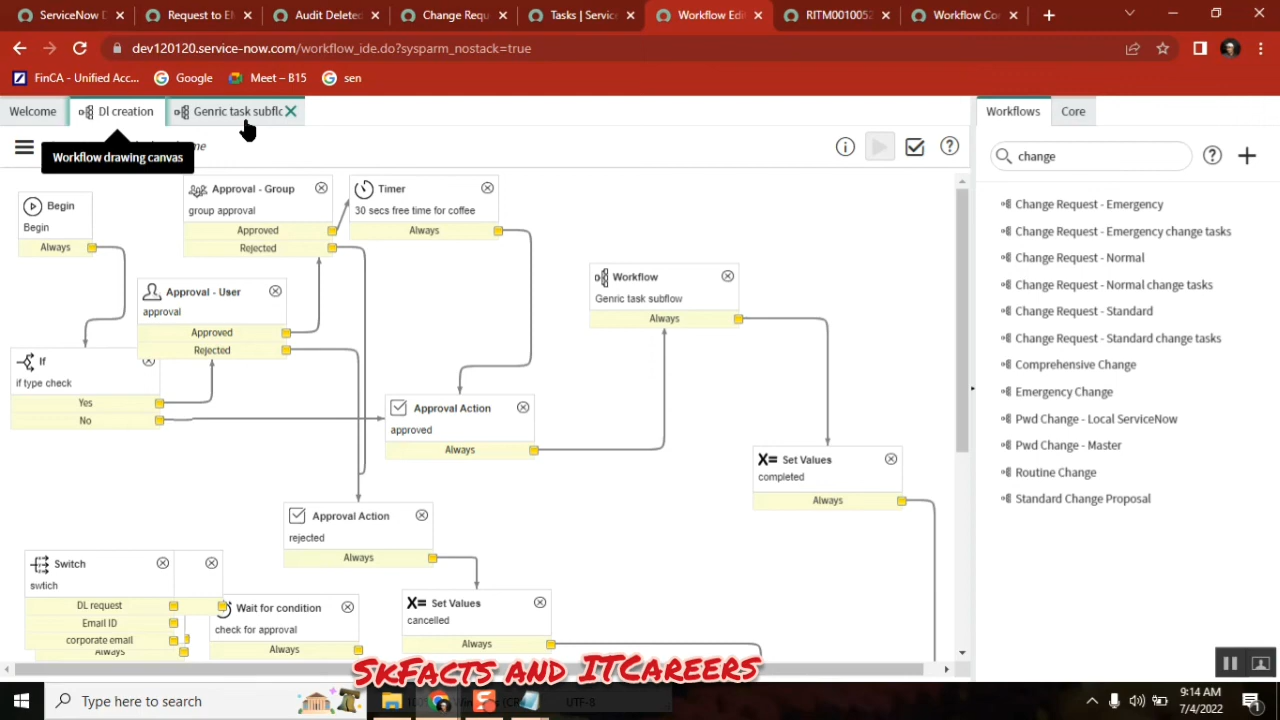 ServiceNow D
Request to EM
Audit Deleted
Change Requ
Tasks | Service
Workflow Edit
RITM0010052
Workflow Con
dev120120.service-now.com/workflow_ide.do?sysparm_nostack=true
FinCA - Unified Acc...
Google
Meet – B15
sen
Welcome
Dl creation
Genric task subflc
Workflows
Core
Workflow drawing canvas
change
Begin
Begin
Always
Approval - Group
group approval
Approved
Rejected
Timer
30 secs free time for coffee
Always
Approval - User
approval
Approved
Rejected
Workflow
Genric task subflow
Always
If
if type check
Yes
No
Approval Action
approved
Always
Set Values
completed
Always
Approval Action
rejected
Always
Switch
swtich
DL request
Email ID
corporate email
Always
Wait for condition
check for approval
Always
Set Values
cancelled
Always
Change Request - Emergency
Change Request - Emergency change tasks
Change Request - Normal
Change Request - Normal change tasks
Change Request - Standard
Change Request - Standard change tasks
Comprehensive Change
Emergency Change
Pwd Change - Local ServiceNow
Pwd Change - Master
Routine Change
Standard Change Proposal
SkFacts and ITCareers
Type here to search
UTF-8
9:14 AM
7/4/2022